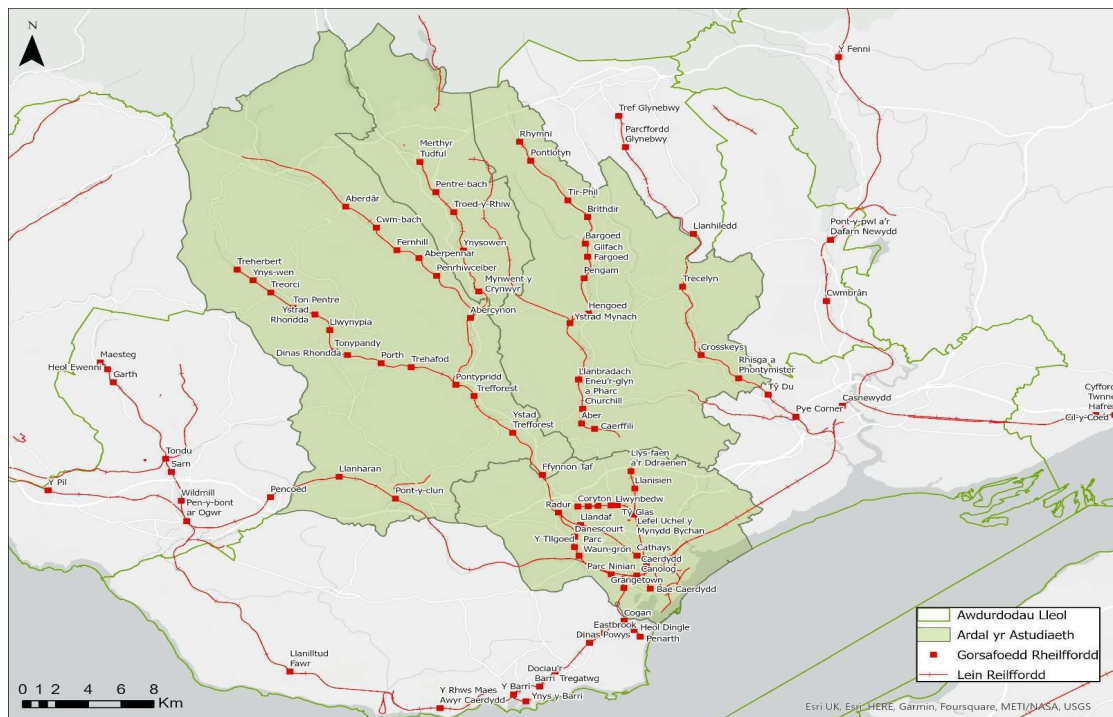 N
Y Fenni
Tref Glynebwy
Parcffordd
Glynebwy
Rhymni
Pontlotyn
Merthyr
Tudful
Pentre-bach
Tir-Phil
Troed-y-Rhiw
Brithdir
Aberdâr
Cwm-bach
Llanhiledd
Pont-y-pwl a'r
Dafarn Newydd
Fernhill
Ynysowen
Bargoed
Gilfach
Fargoed
Aberpennar
Penrhiwceiber
Pengam
Treherbert
Ynys-wen
Treorci
Mynwent y
Crynwyr
Trecelyn
Cwmbrân
Ton Pentre
Ystrad
Rhondda
Abercynon
Hengoed
Ystrad Mynach
Llwynypia
Tonypandy
Dinas Rhondda
Porth
Trehafod
Crosskeys
Rhisga a
Phontymister
Maesteg
Heol Ewenni
Garth
Pontypridd
Trefforest
Llanbradach
Eneu'r-glyn
a Pharc
Churchill
Tŷ Du
Casnewydd
Pye Corner
Cyffordd
Twnne
Hafre
Cil-y-Coed
Aber
Caerffili
Ystad
Trefforest
Tondu
Sarn
Llanharan
Ffynnon Taf
Llys-faen
a'r Ddraenen
Llanisien
Y Pîl
Wildmill
Pen-y-bont
ar Ogwr
Pencoed
Pont-y-clun
Radur
Coryton
Llwynbedw
Tŷ Glas
Llandaf
Lefel Uchel y
Mynydd Bychan
Danescourt
Y Tllgoed
Parc
Waun-gron
Cathays
Caerdydd
Canolog
Parc Ninian
Grangetown
Bae Caerdydd
Cogan
Eastbrook
Heol Dingle
Dinas Powys
Penarth
Llanilltud
Fawr
Dociau'r
Barri
Tregatwg
Y Barri
Y Rhws Maes
Awyr Caerdydd
Ynys y Barri
Awdurdodau Lleol
Ardal yr Astudiaeth
Gorsafoedd Rheilffordd
Lein Reilffordd
0 1 2 4 6 8
Km
Esri UK, Esri, HERE, Garmin, Foursquare, METI/NASA, USGS